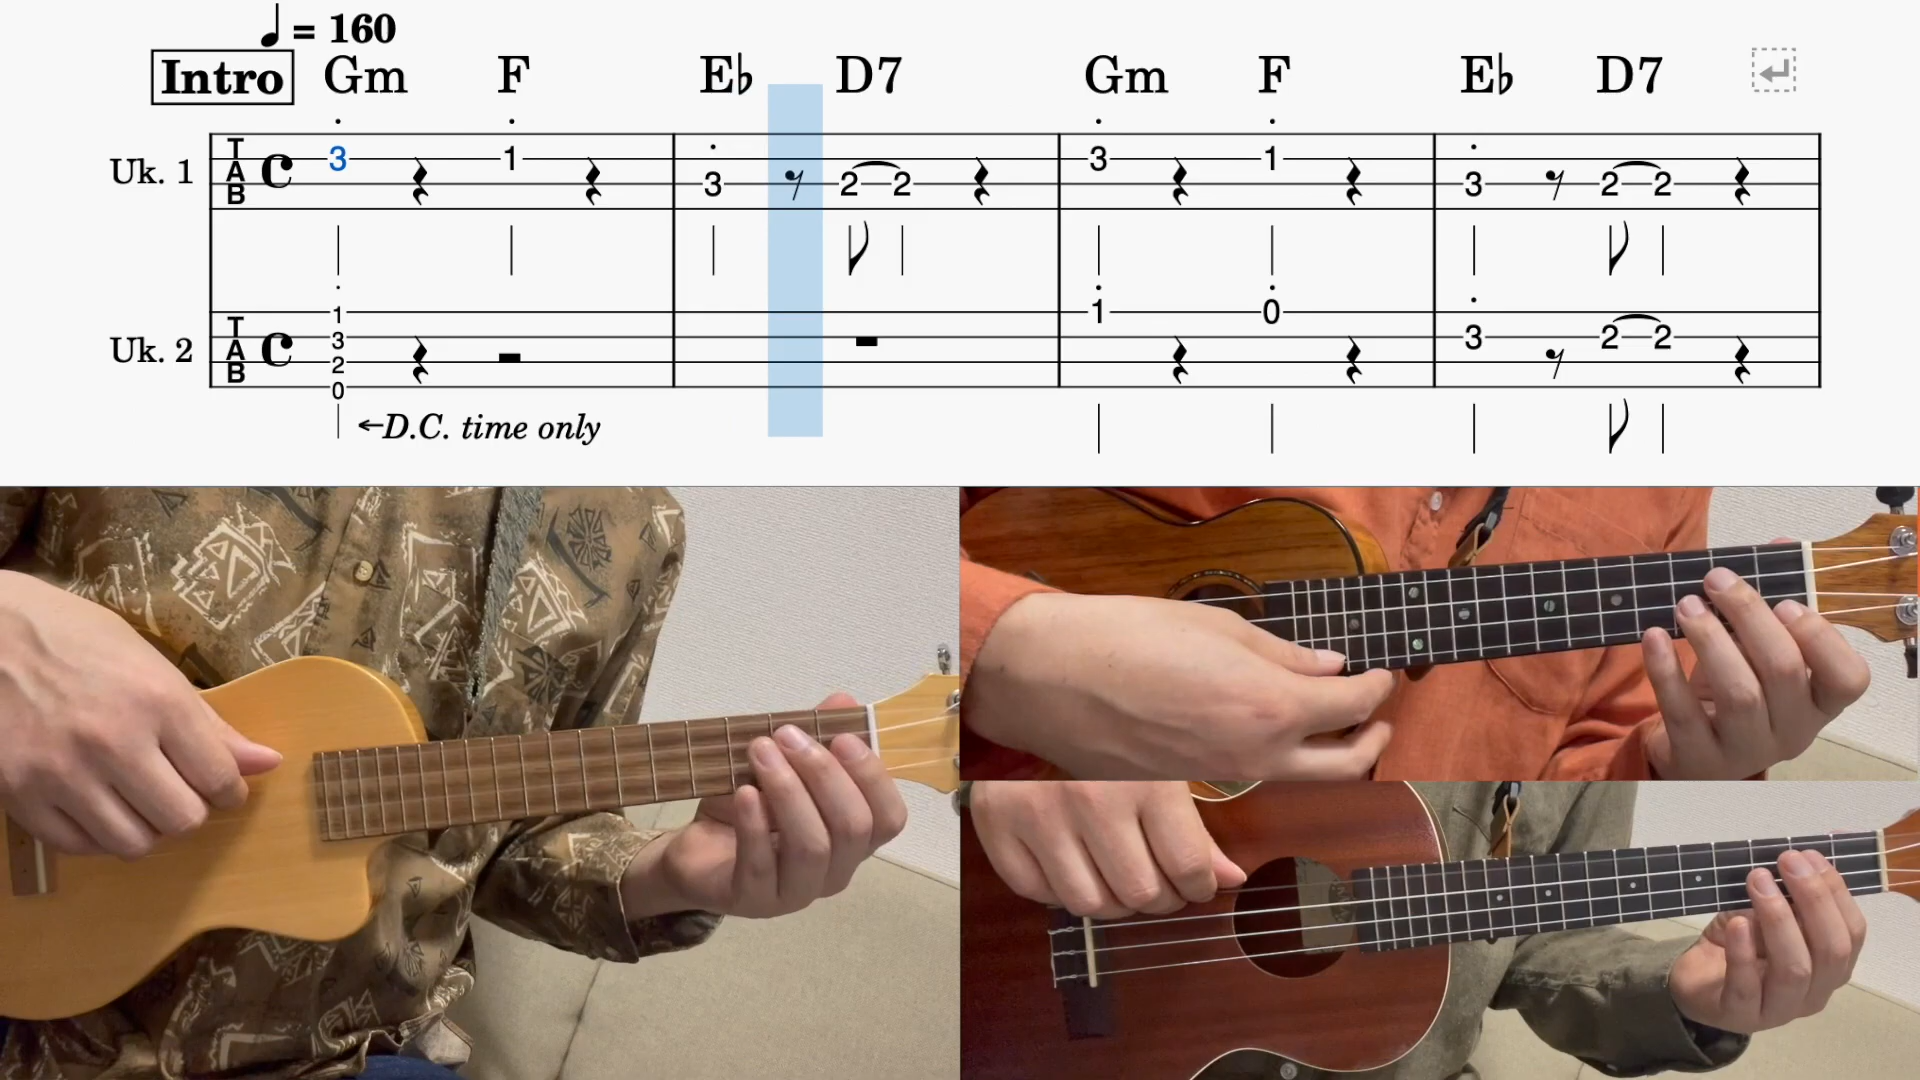 ♩ = 160
Intro Gm F E♭ D7 Gm F E♭ D7
Uk. 1 TAB C 3 1 3 2 2 3 1 3 2 2
Uk. 2 TAB C 1 3 2 0 1 0 3 2 2
←D.C. time only